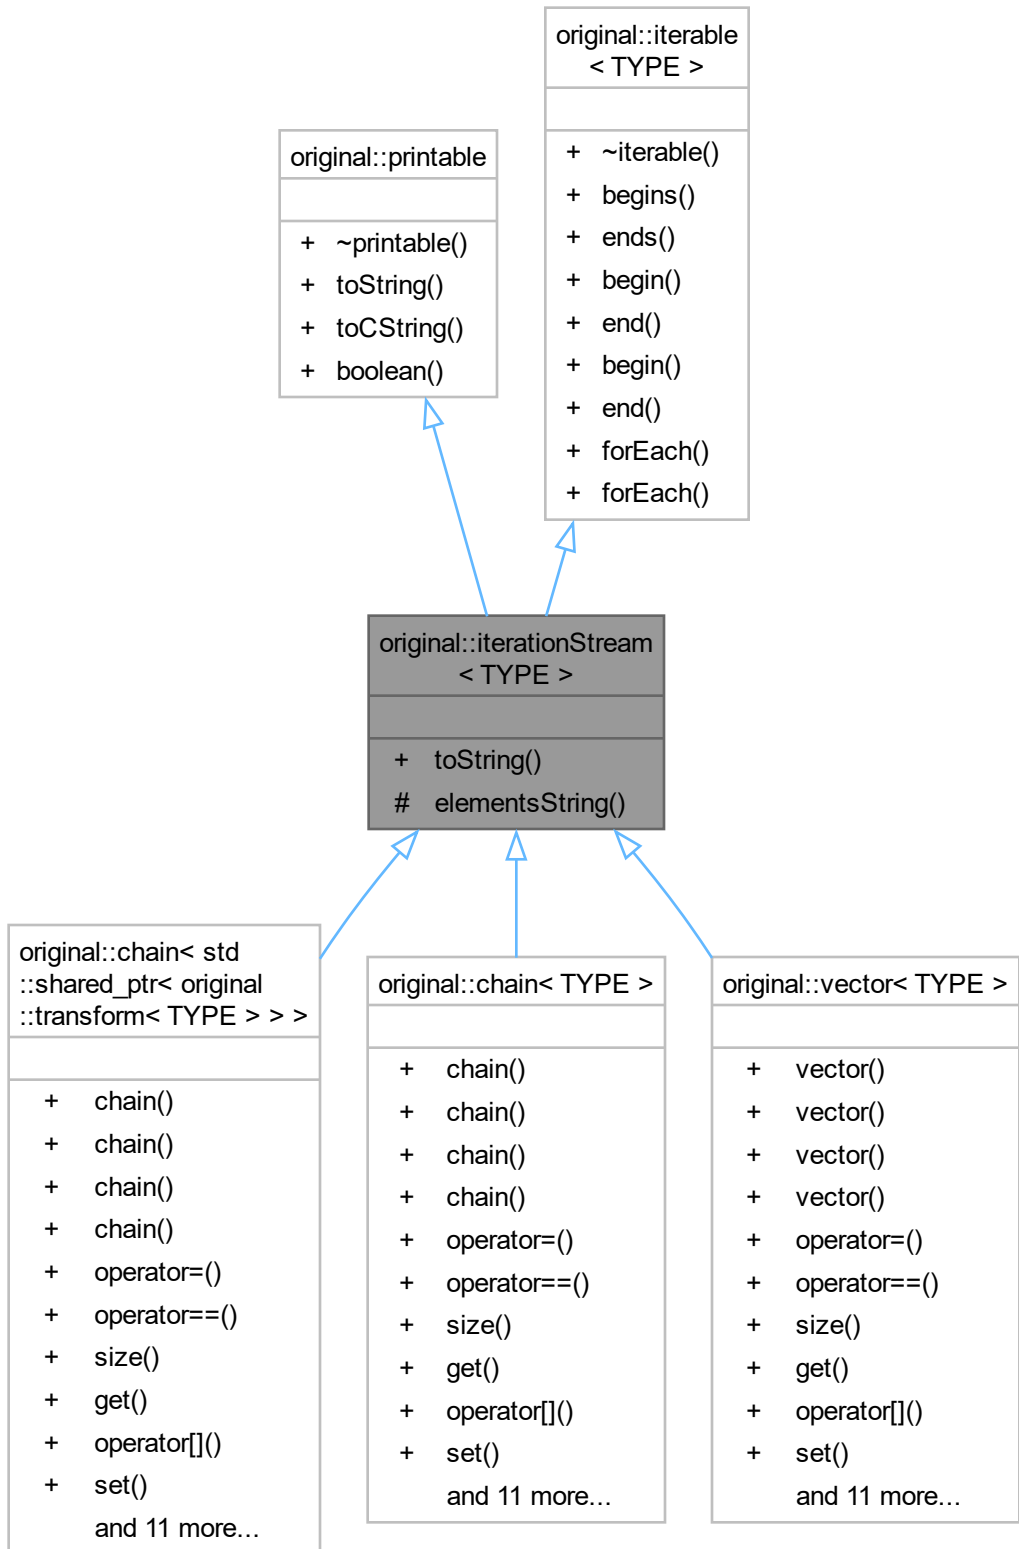 original::iterable
< TYPE >
+ ~iterable()
+ begins()
+ ends()
+ begin()
+ end()
+ begin()
+ end()
+ forEach()
+ forEach()
original::printable
+ ~printable()
+ toString()
+ toCString()
+ boolean()
original::iterationStream
< TYPE >
+ toString()
# elementsString()
original::chain< std
::shared_ptr< original
::transform< TYPE > > >
+ chain()
+ chain()
+ chain()
+ chain()
+ operator=()
+ operator==()
+ size()
+ get()
+ operator[]()
+ set()
and 11 more...
original::chain< TYPE >
+ chain()
+ chain()
+ chain()
+ chain()
+ operator=()
+ operator==()
+ size()
+ get()
+ operator[]()
+ set()
and 11 more...
original::vector< TYPE >
+ vector()
+ vector()
+ vector()
+ vector()
+ operator=()
+ operator==()
+ size()
+ get()
+ operator[]()
+ set()
and 11 more...